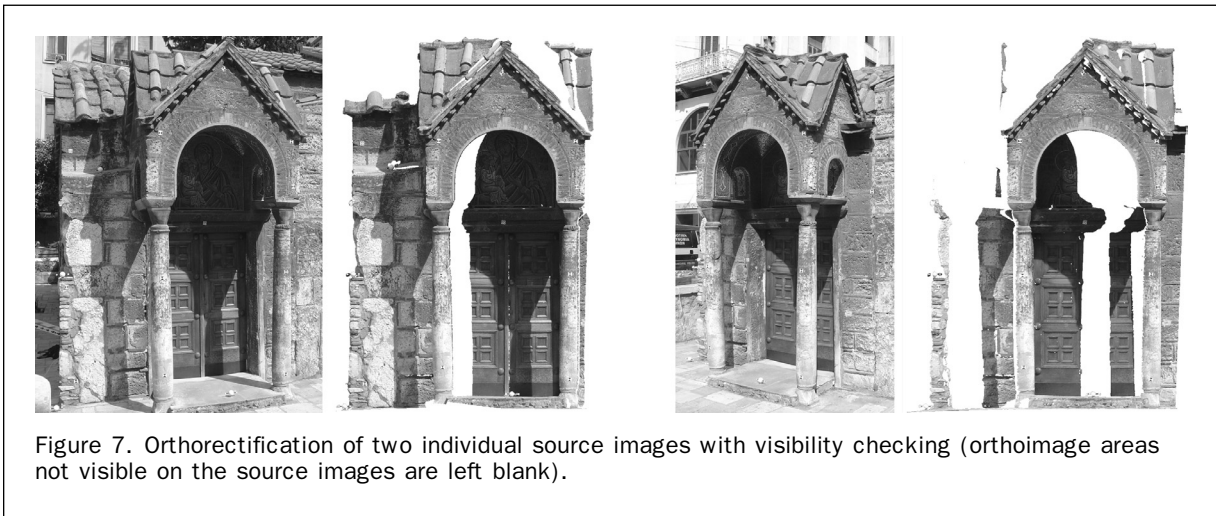 Figure 7. Orthorectification of two individual source images with visibility checking (orthoimage areas
not visible on the source images are left blank).